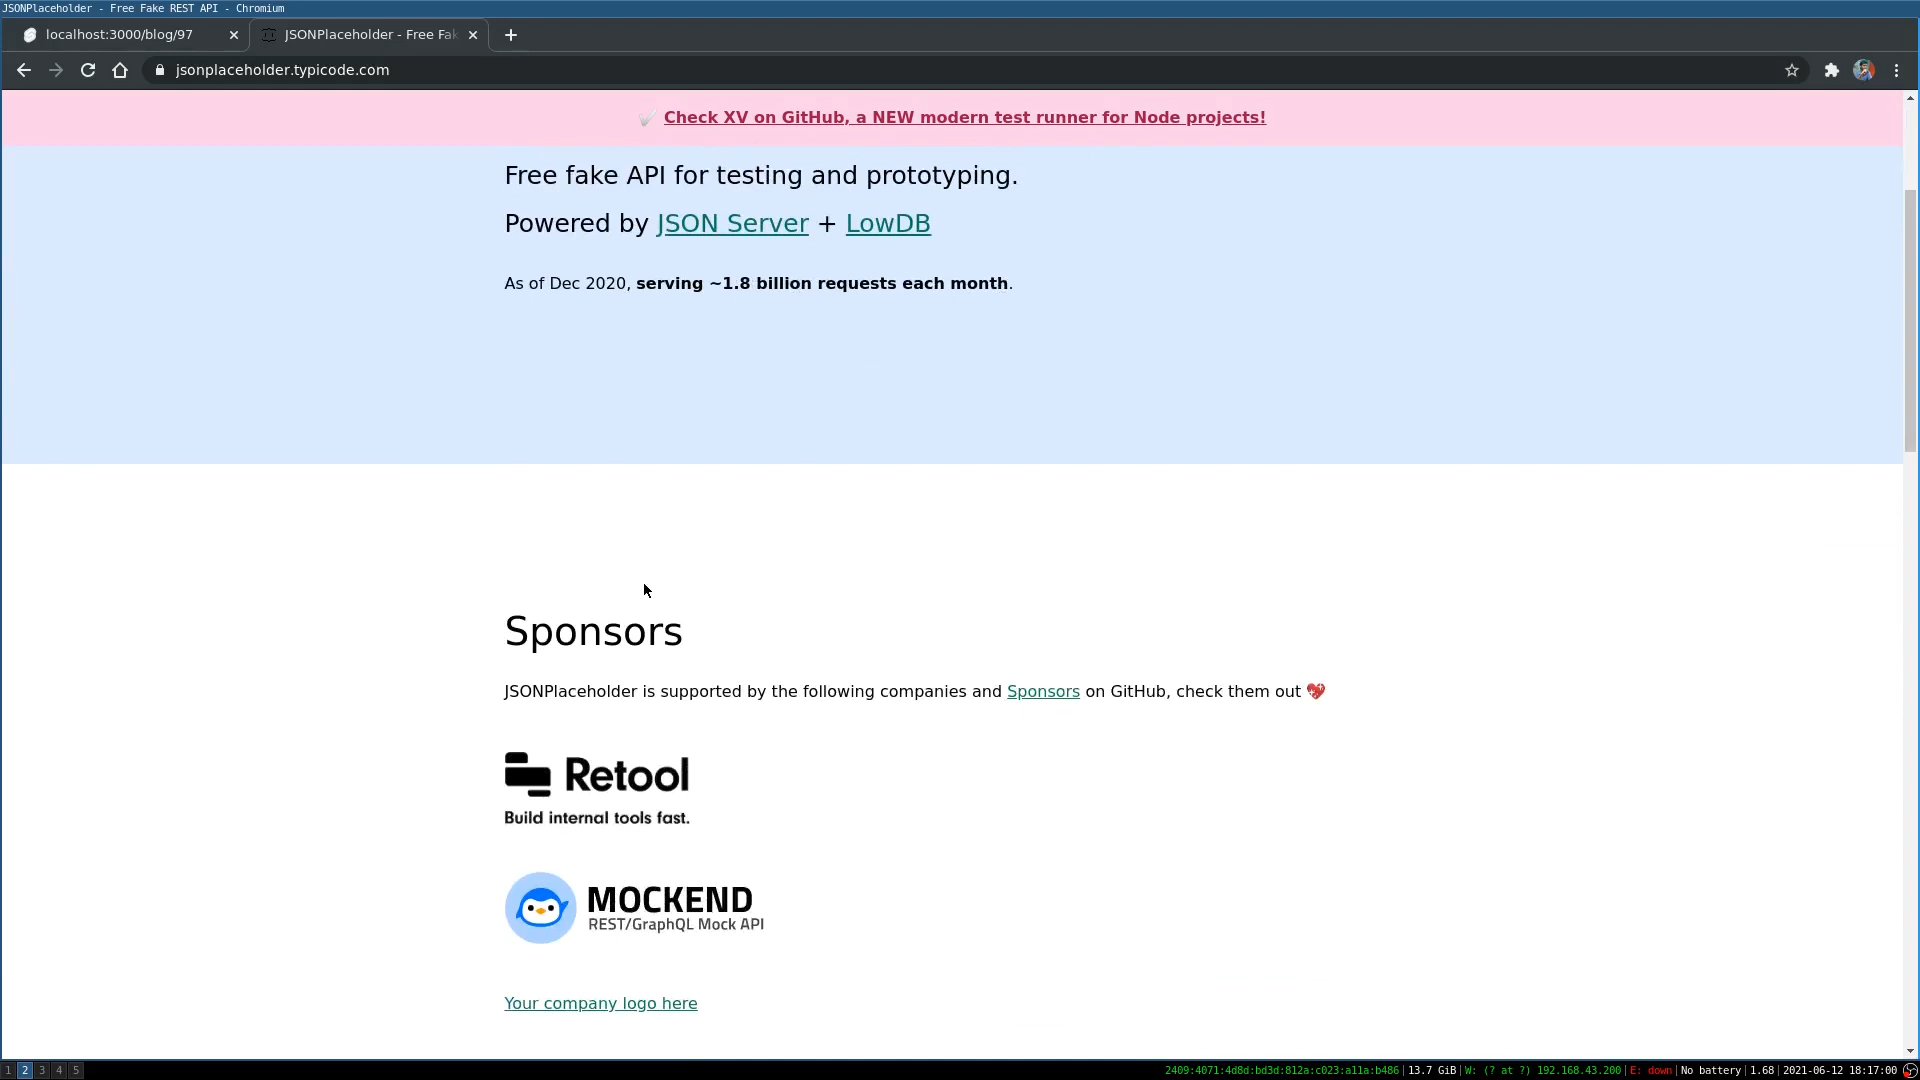 JSONPlaceholder - Free Fake REST API - Chromium
localhost:3000/blog/97
JSONPlaceholder - Free Fak
jsonplaceholder.typicode.com
Check XV on GitHub, a NEW modern test runner for Node projects!
Free fake API for testing and prototyping.
Powered by JSON Server + LowDB
As of Dec 2020, serving ~1.8 billion requests each month.
Sponsors
JSONPlaceholder is supported by the following companies and Sponsors on GitHub, check them out 💖
Retool
Build internal tools fast.
MOCKEND
REST/GraphQL Mock API
Your company logo here
1 2 3 4 5
2409:4071:4d8d:bd3d:812a:c023:a11a:b486|13.7 GiB|W: (? at ?) 192.168.43.200|E: down|No battery|1.68|2021-06-12 18:17:00